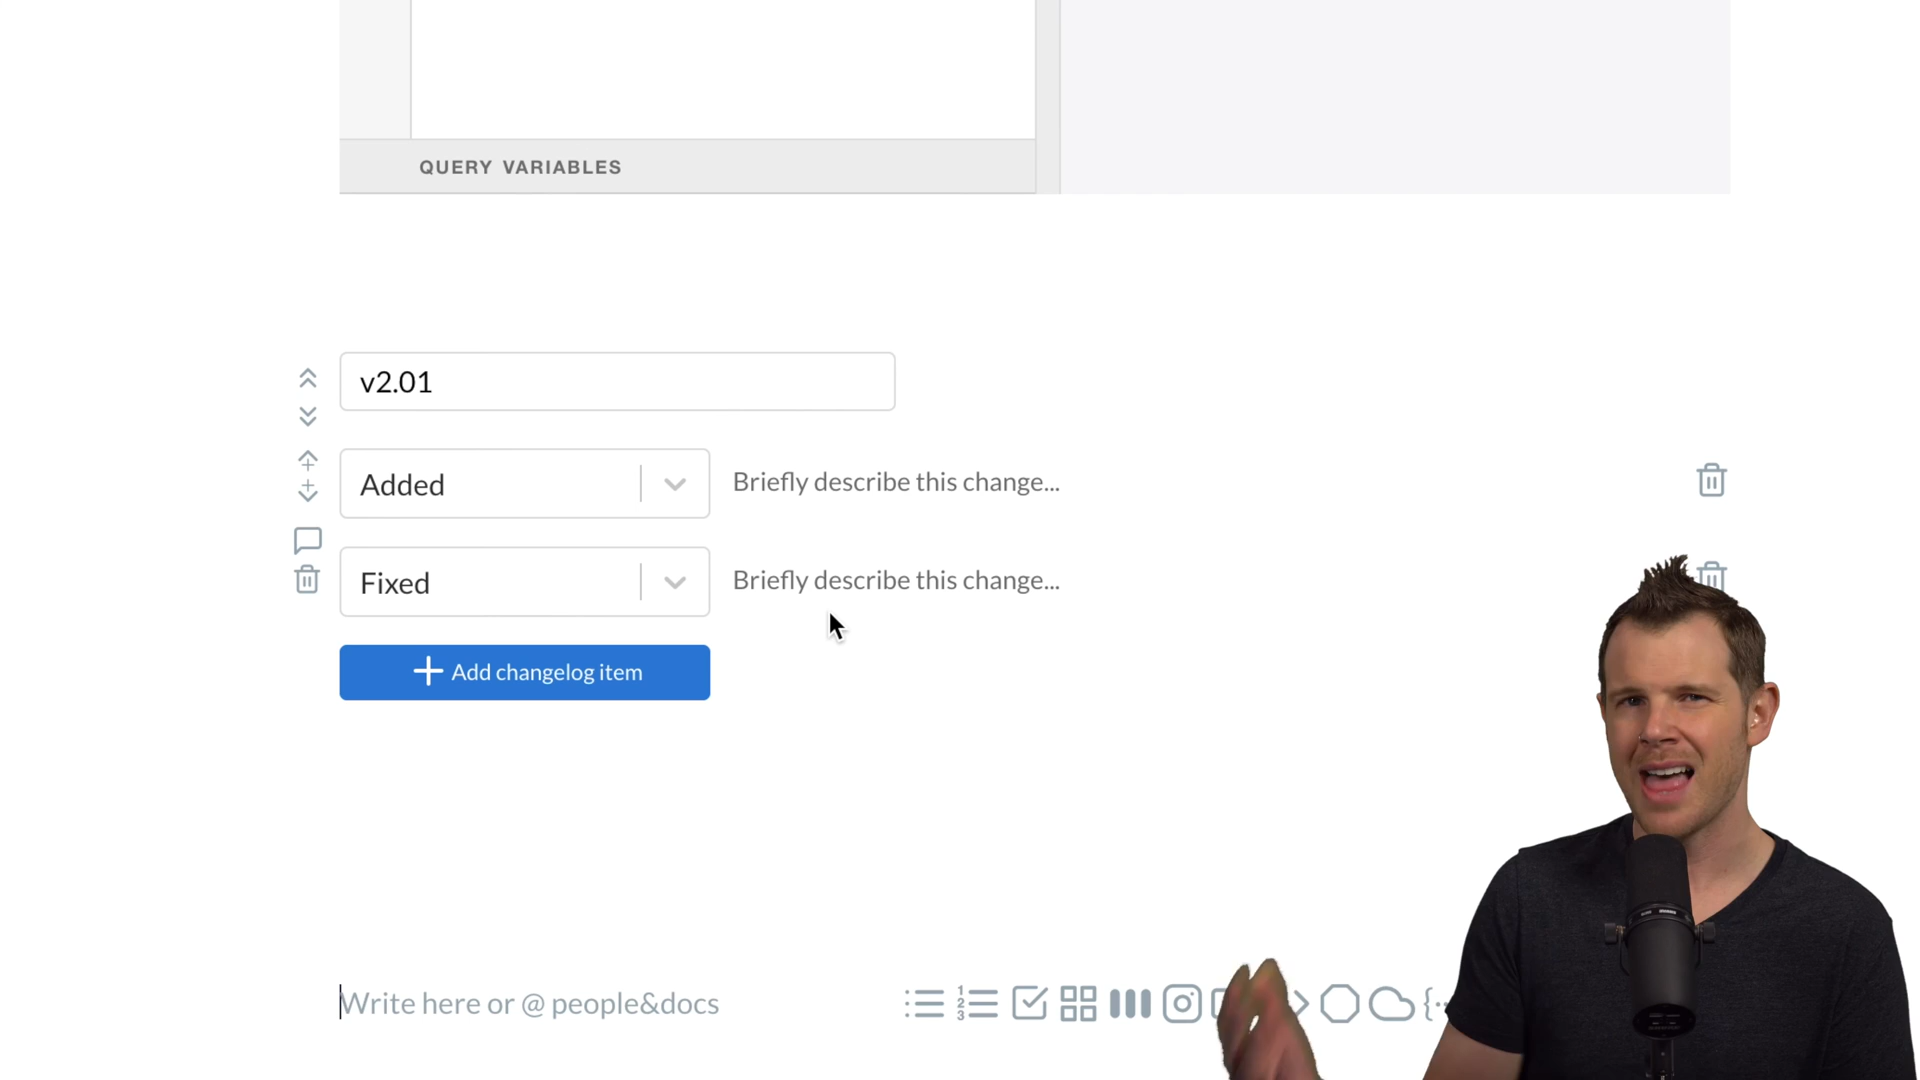 QUERY VARIABLES
v2.01
Added
Briefly describe this change...
Fixed
Briefly describe this change...
Add changelog item
Write here or @ people&docs